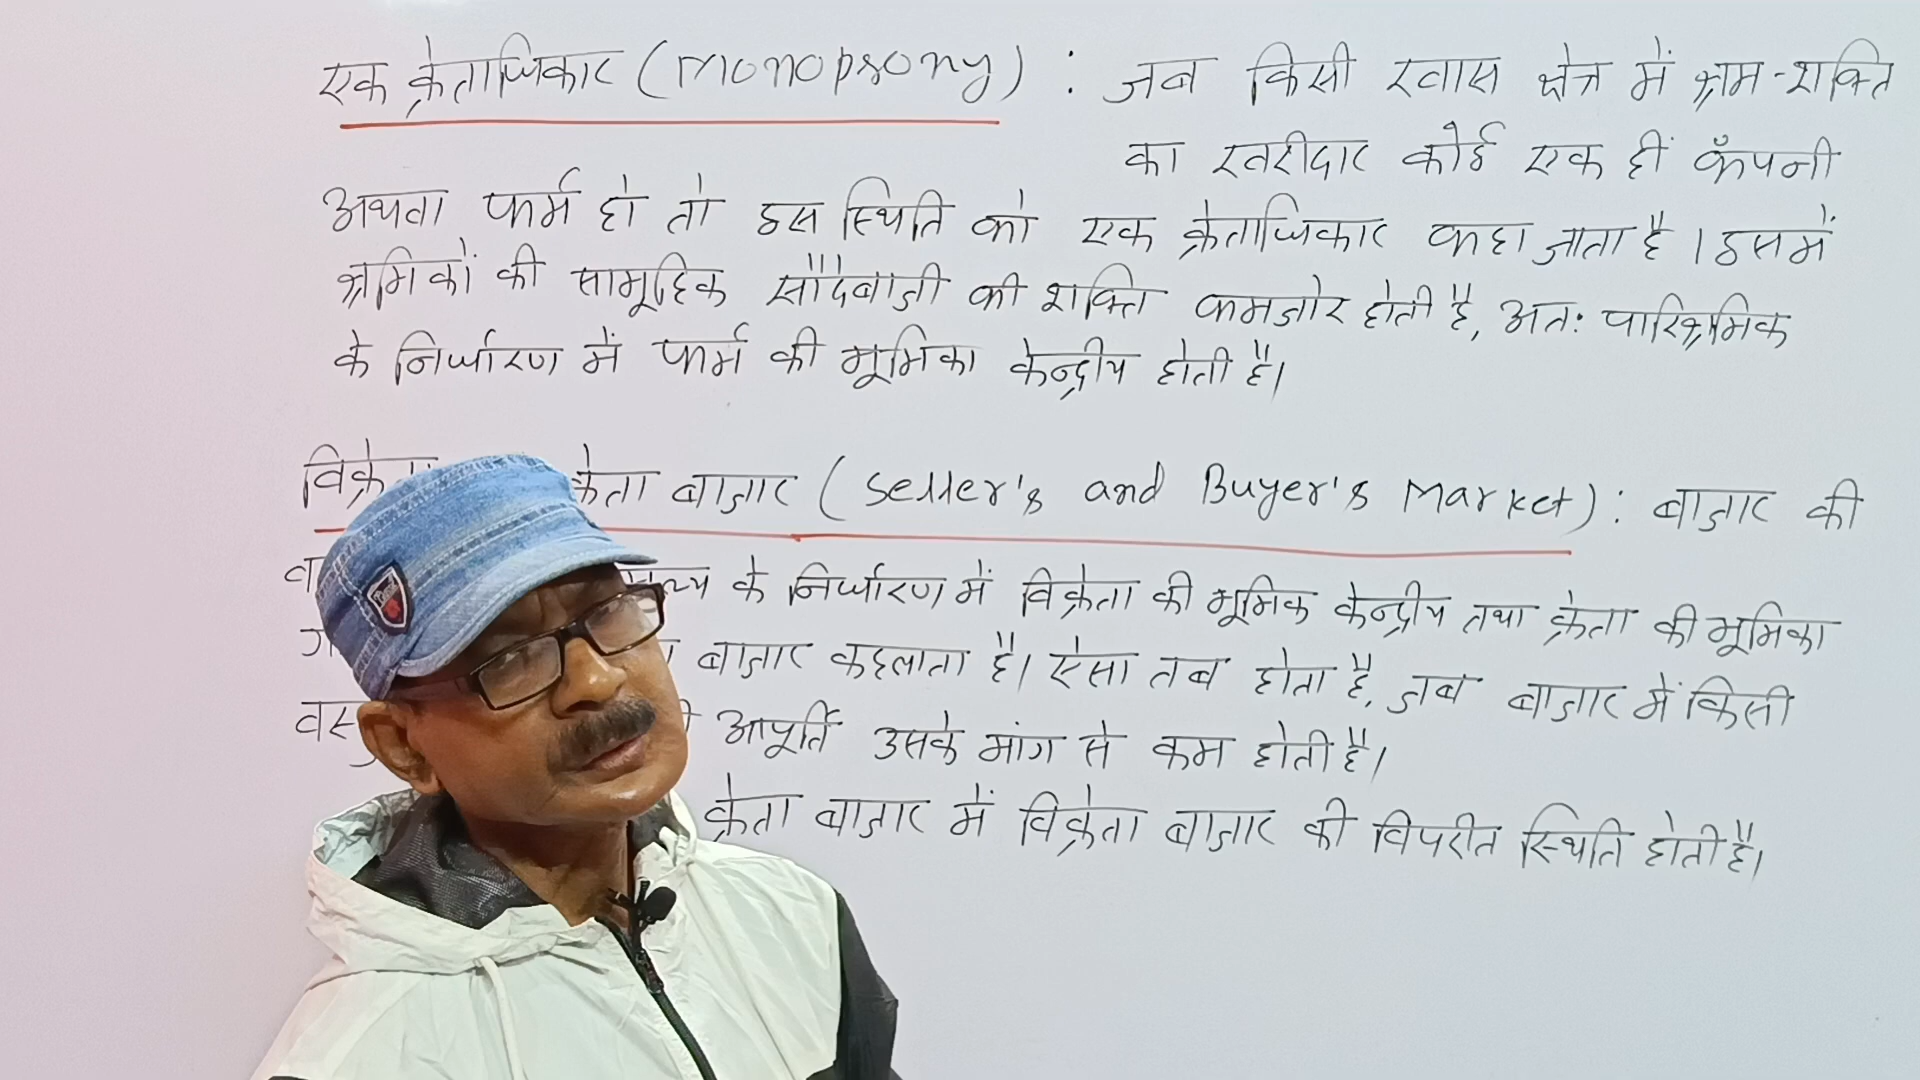 एक क्रेताधिकार (Monopsony) : जब किसी खास क्षेत्र में श्रम-शक्ति
का खरीदार कोई एक ही कँपनी
अथवा फर्म हो तो इस स्थिति को एक क्रेताधिकार कहा जाता है। इसमें
श्रमिकों की सामूहिक सौदेबाजी की शक्ति कमजोर होती है, अतः पारिश्रमिक
के निर्धारण में फर्म की भूमिका केन्द्रीय होती है।
बाजार (Seller's and Buyer's Market) : बाजार की
के निर्धारण में विक्रेता की भूमिक केन्द्रीय तथा क्रेता की भूमिका
बाजार कहलाता है। ऐसा तब होता है, जब बाजार में किसी
आपूर्ति उसके मांग से कम होती है।
क्रेता बाजार में विक्रेता बाजार की विपरीत स्थिति होती है।